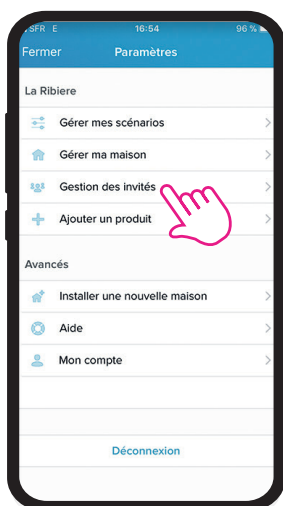 SFR E 16:54 96 %
Fermer Paramètres
La Ribiere
Gérer mes scénarios
Gérer ma maison
Gestion des invités
Ajouter un produit
Avancés
Installer une nouvelle maison
Aide
Mon compte
Déconnexion